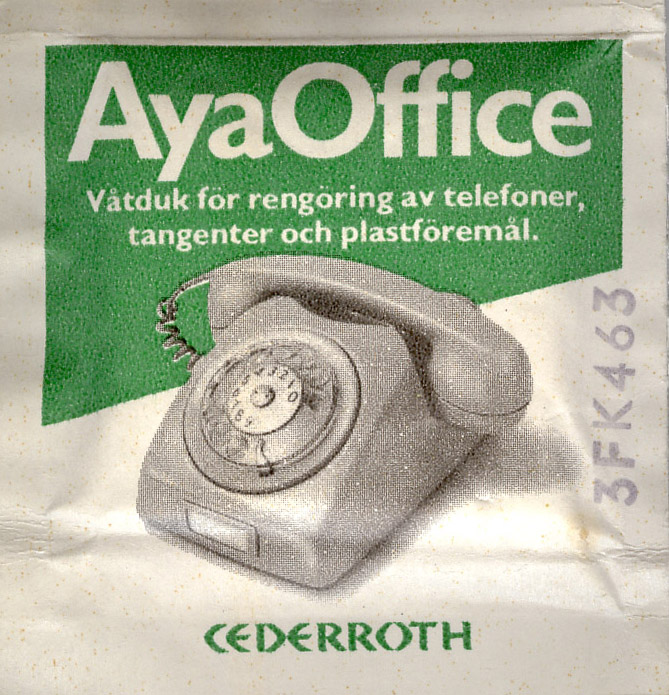 AyaOffice
Våtduk för rengöring av telefoner,
tangenter och plastföremål.
3FK463
CEDERROTH